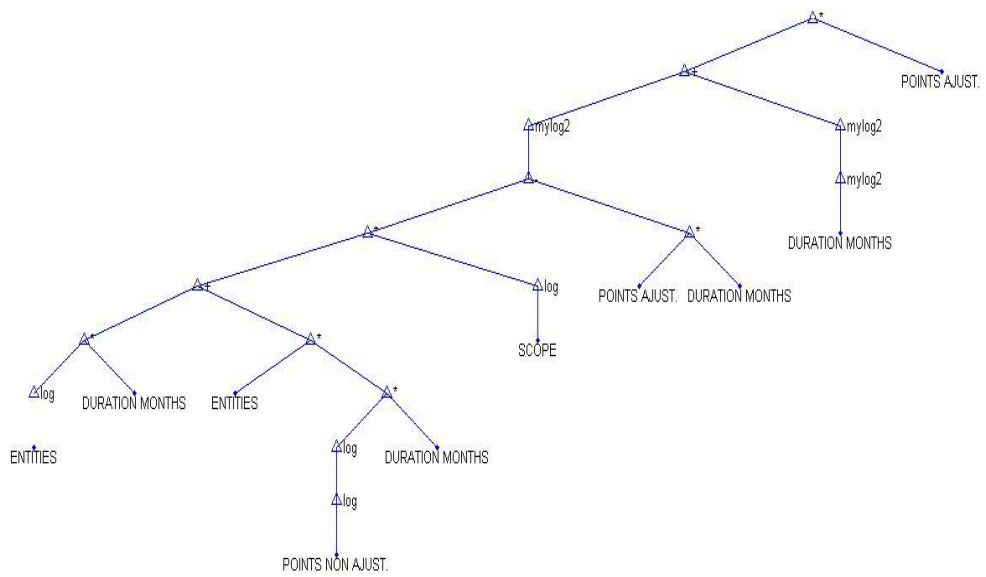 *
+
POINTS AJUST.
mylog2
mylog2
-
mylog2
*
*
DURATION MONTHS
+
log
POINTS AJUST.
DURATION MONTHS
*
*
SCOPE
log
DURATION MONTHS
ENTITIES
*
ENTITIES
log
DURATION MONTHS
log
POINTS NON AJUST.